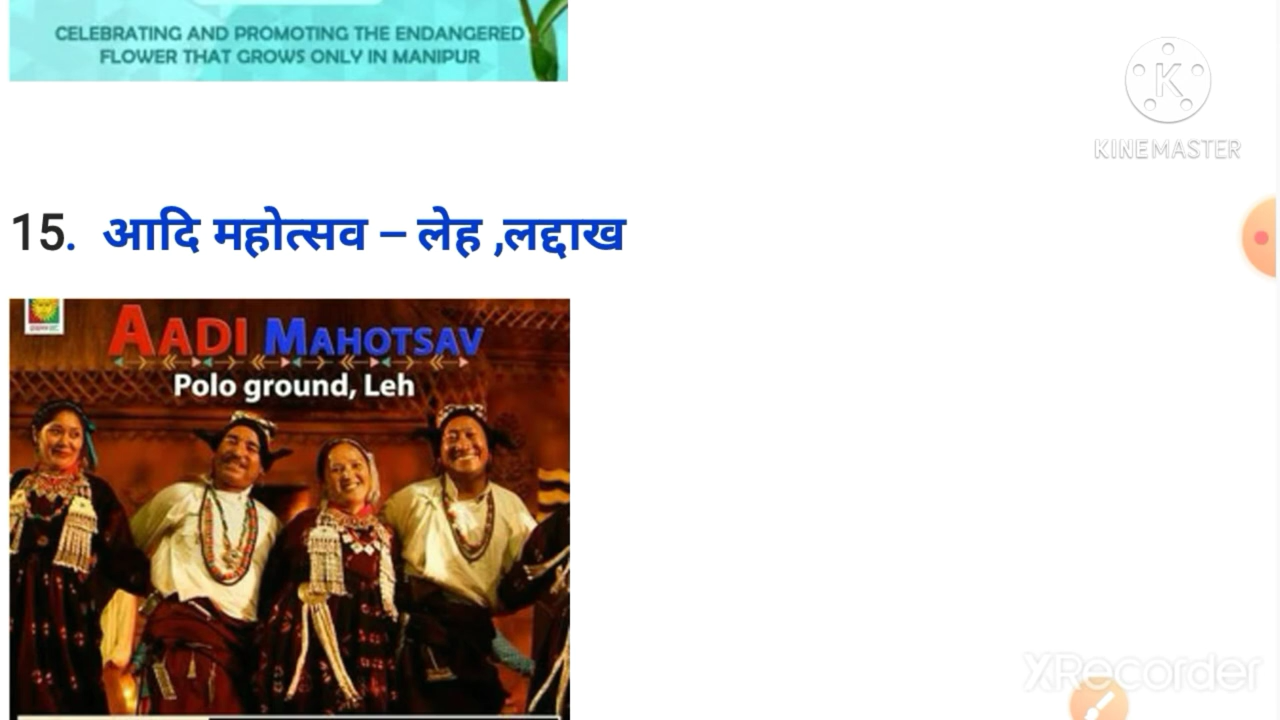 CELEBRATING AND PROMOTING THE ENDANGERED
FLOWER THAT GROWS ONLY IN MANIPUR
K
KINEMASTER
15. आदि महोत्सव – लेह ,लद्दाख
AADI MAHOTSAV
Polo ground, Leh
XRecorder